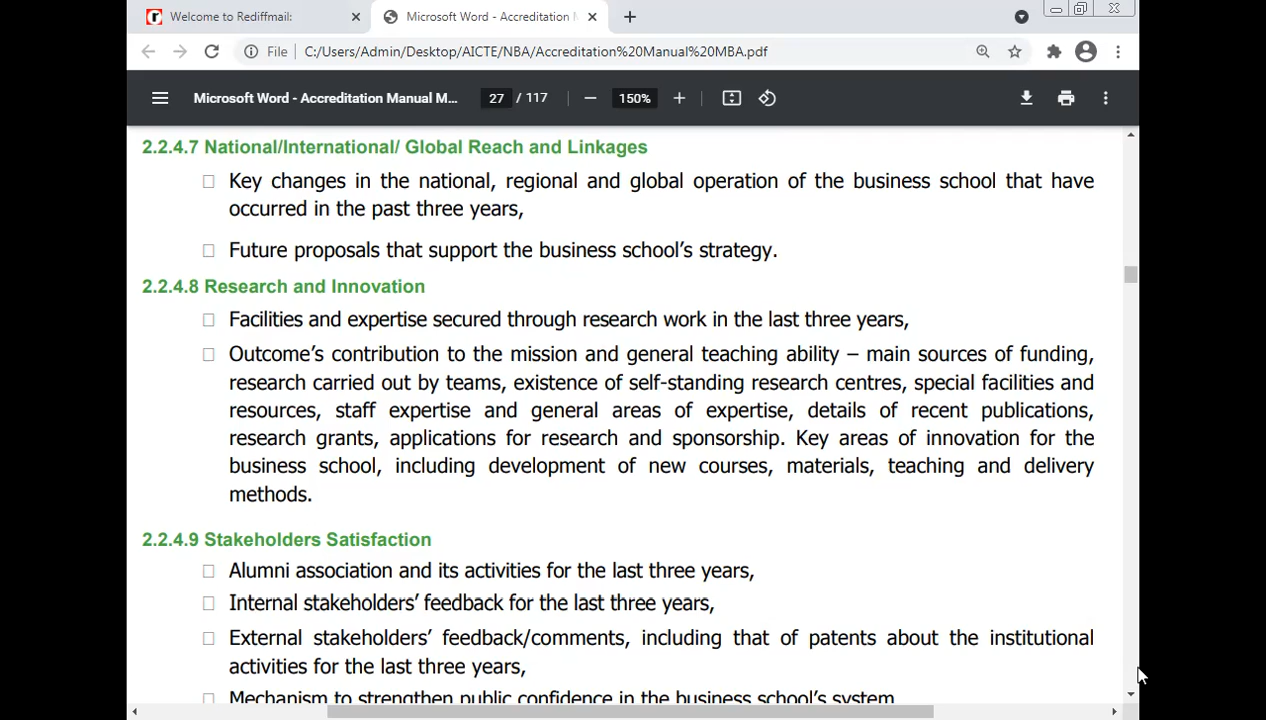 Welcome to Rediffmail:
Microsoft Word - Accreditation M
File C:/Users/Admin/Desktop/AICTE/NBA/Accreditation%20Manual%20MBA.pdf
Microsoft Word - Accreditation Manual M... 27 / 117 150%
2.2.4.7 National/International/ Global Reach and Linkages
Key changes in the national, regional and global operation of the business school that have
occurred in the past three years,
Future proposals that support the business school’s strategy.
2.2.4.8 Research and Innovation
Facilities and expertise secured through research work in the last three years,
Outcome’s contribution to the mission and general teaching ability – main sources of funding,
research carried out by teams, existence of self-standing research centres, special facilities and
resources, staff expertise and general areas of expertise, details of recent publications,
research grants, applications for research and sponsorship. Key areas of innovation for the
business school, including development of new courses, materials, teaching and delivery
methods.
2.2.4.9 Stakeholders Satisfaction
Alumni association and its activities for the last three years,
Internal stakeholders’ feedback for the last three years,
External stakeholders’ feedback/comments, including that of patents about the institutional
activities for the last three years,
Mechanism to strengthen public confidence in the business school’s system